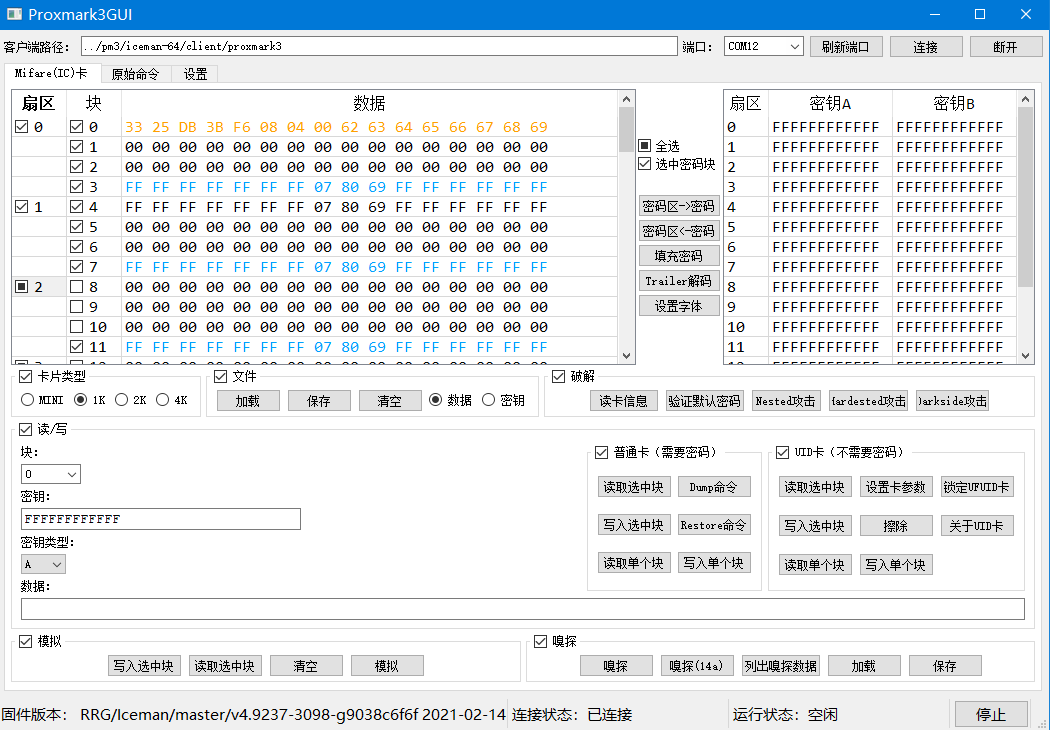 Proxmark3GUI
客户端路径: ../pm3/iceman-64/client/proxmark3 端口: COM12 刷新端口 连接 断开
Mifare(IC)卡 原始命令 设置
扇区 块 数据
0 0 33 25 DB 3B F6 08 04 00 62 63 64 65 66 67 68 69
1 00 00 00 00 00 00 00 00 00 00 00 00 00 00 00 00
2 00 00 00 00 00 00 00 00 00 00 00 00 00 00 00 00
3 FF FF FF FF FF FF FF 07 80 69 FF FF FF FF FF FF
1 4 FF FF FF FF FF FF FF 07 80 69 FF FF FF FF FF FF
5 00 00 00 00 00 00 00 00 00 00 00 00 00 00 00 00
6 00 00 00 00 00 00 00 00 00 00 00 00 00 00 00 00
7 FF FF FF FF FF FF FF 07 80 69 FF FF FF FF FF FF
2 8 00 00 00 00 00 00 00 00 00 00 00 00 00 00 00 00
9 00 00 00 00 00 00 00 00 00 00 00 00 00 00 00 00
10 00 00 00 00 00 00 00 00 00 00 00 00 00 00 00 00
11 FF FF FF FF FF FF FF 07 80 69 FF FF FF FF FF FF
全选
选中密码块
密码区->密码
密码区<-密码
填充密码
Trailer解码
设置字体
扇区 密钥A 密钥B
0 FFFFFFFFFFFF FFFFFFFFFFFF
1 FFFFFFFFFFFF FFFFFFFFFFFF
2 FFFFFFFFFFFF FFFFFFFFFFFF
3 FFFFFFFFFFFF FFFFFFFFFFFF
4 FFFFFFFFFFFF FFFFFFFFFFFF
5 FFFFFFFFFFFF FFFFFFFFFFFF
6 FFFFFFFFFFFF FFFFFFFFFFFF
7 FFFFFFFFFFFF FFFFFFFFFFFF
8 FFFFFFFFFFFF FFFFFFFFFFFF
9 FFFFFFFFFFFF FFFFFFFFFFFF
10 FFFFFFFFFFFF FFFFFFFFFFFF
11 FFFFFFFFFFFF FFFFFFFFFFFF
卡片类型
MINI 1K 2K 4K
文件
加载 保存 清空 数据 密钥
破解
读卡信息 验证默认密码 Nested攻击 ardested攻击 arkside攻击
读/写
块:
0
密钥:
FFFFFFFFFFFF
密钥类型:
A
数据:
普通卡（需要密码）
读取选中块 Dump命令
写入选中块 Restore命令
读取单个块 写入单个块
UID卡（不需要密码）
读取选中块 设置卡参数 锁定UFUID卡
写入选中块 擦除 关于UID卡
读取单个块 写入单个块
模拟
写入选中块 读取选中块 清空 模拟
嗅探
嗅探 嗅探(14a) 列出嗅探数据 加载 保存
固件版本: RRG/Iceman/master/v4.9237-3098-g9038c6f6f 2021-02-14 连接状态: 已连接 运行状态: 空闲 停止